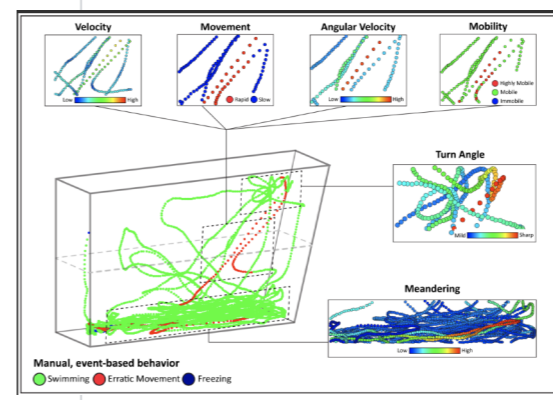 Velocity
Movement
Angular Velocity
Mobility
Low High
Rapid Slow
Low High
Highly Mobile
Mobile
Immobile
Turn Angle
Mild Sharp
Meandering
Low High
Manual, event-based behavior
Swimming Erratic Movement Freezing